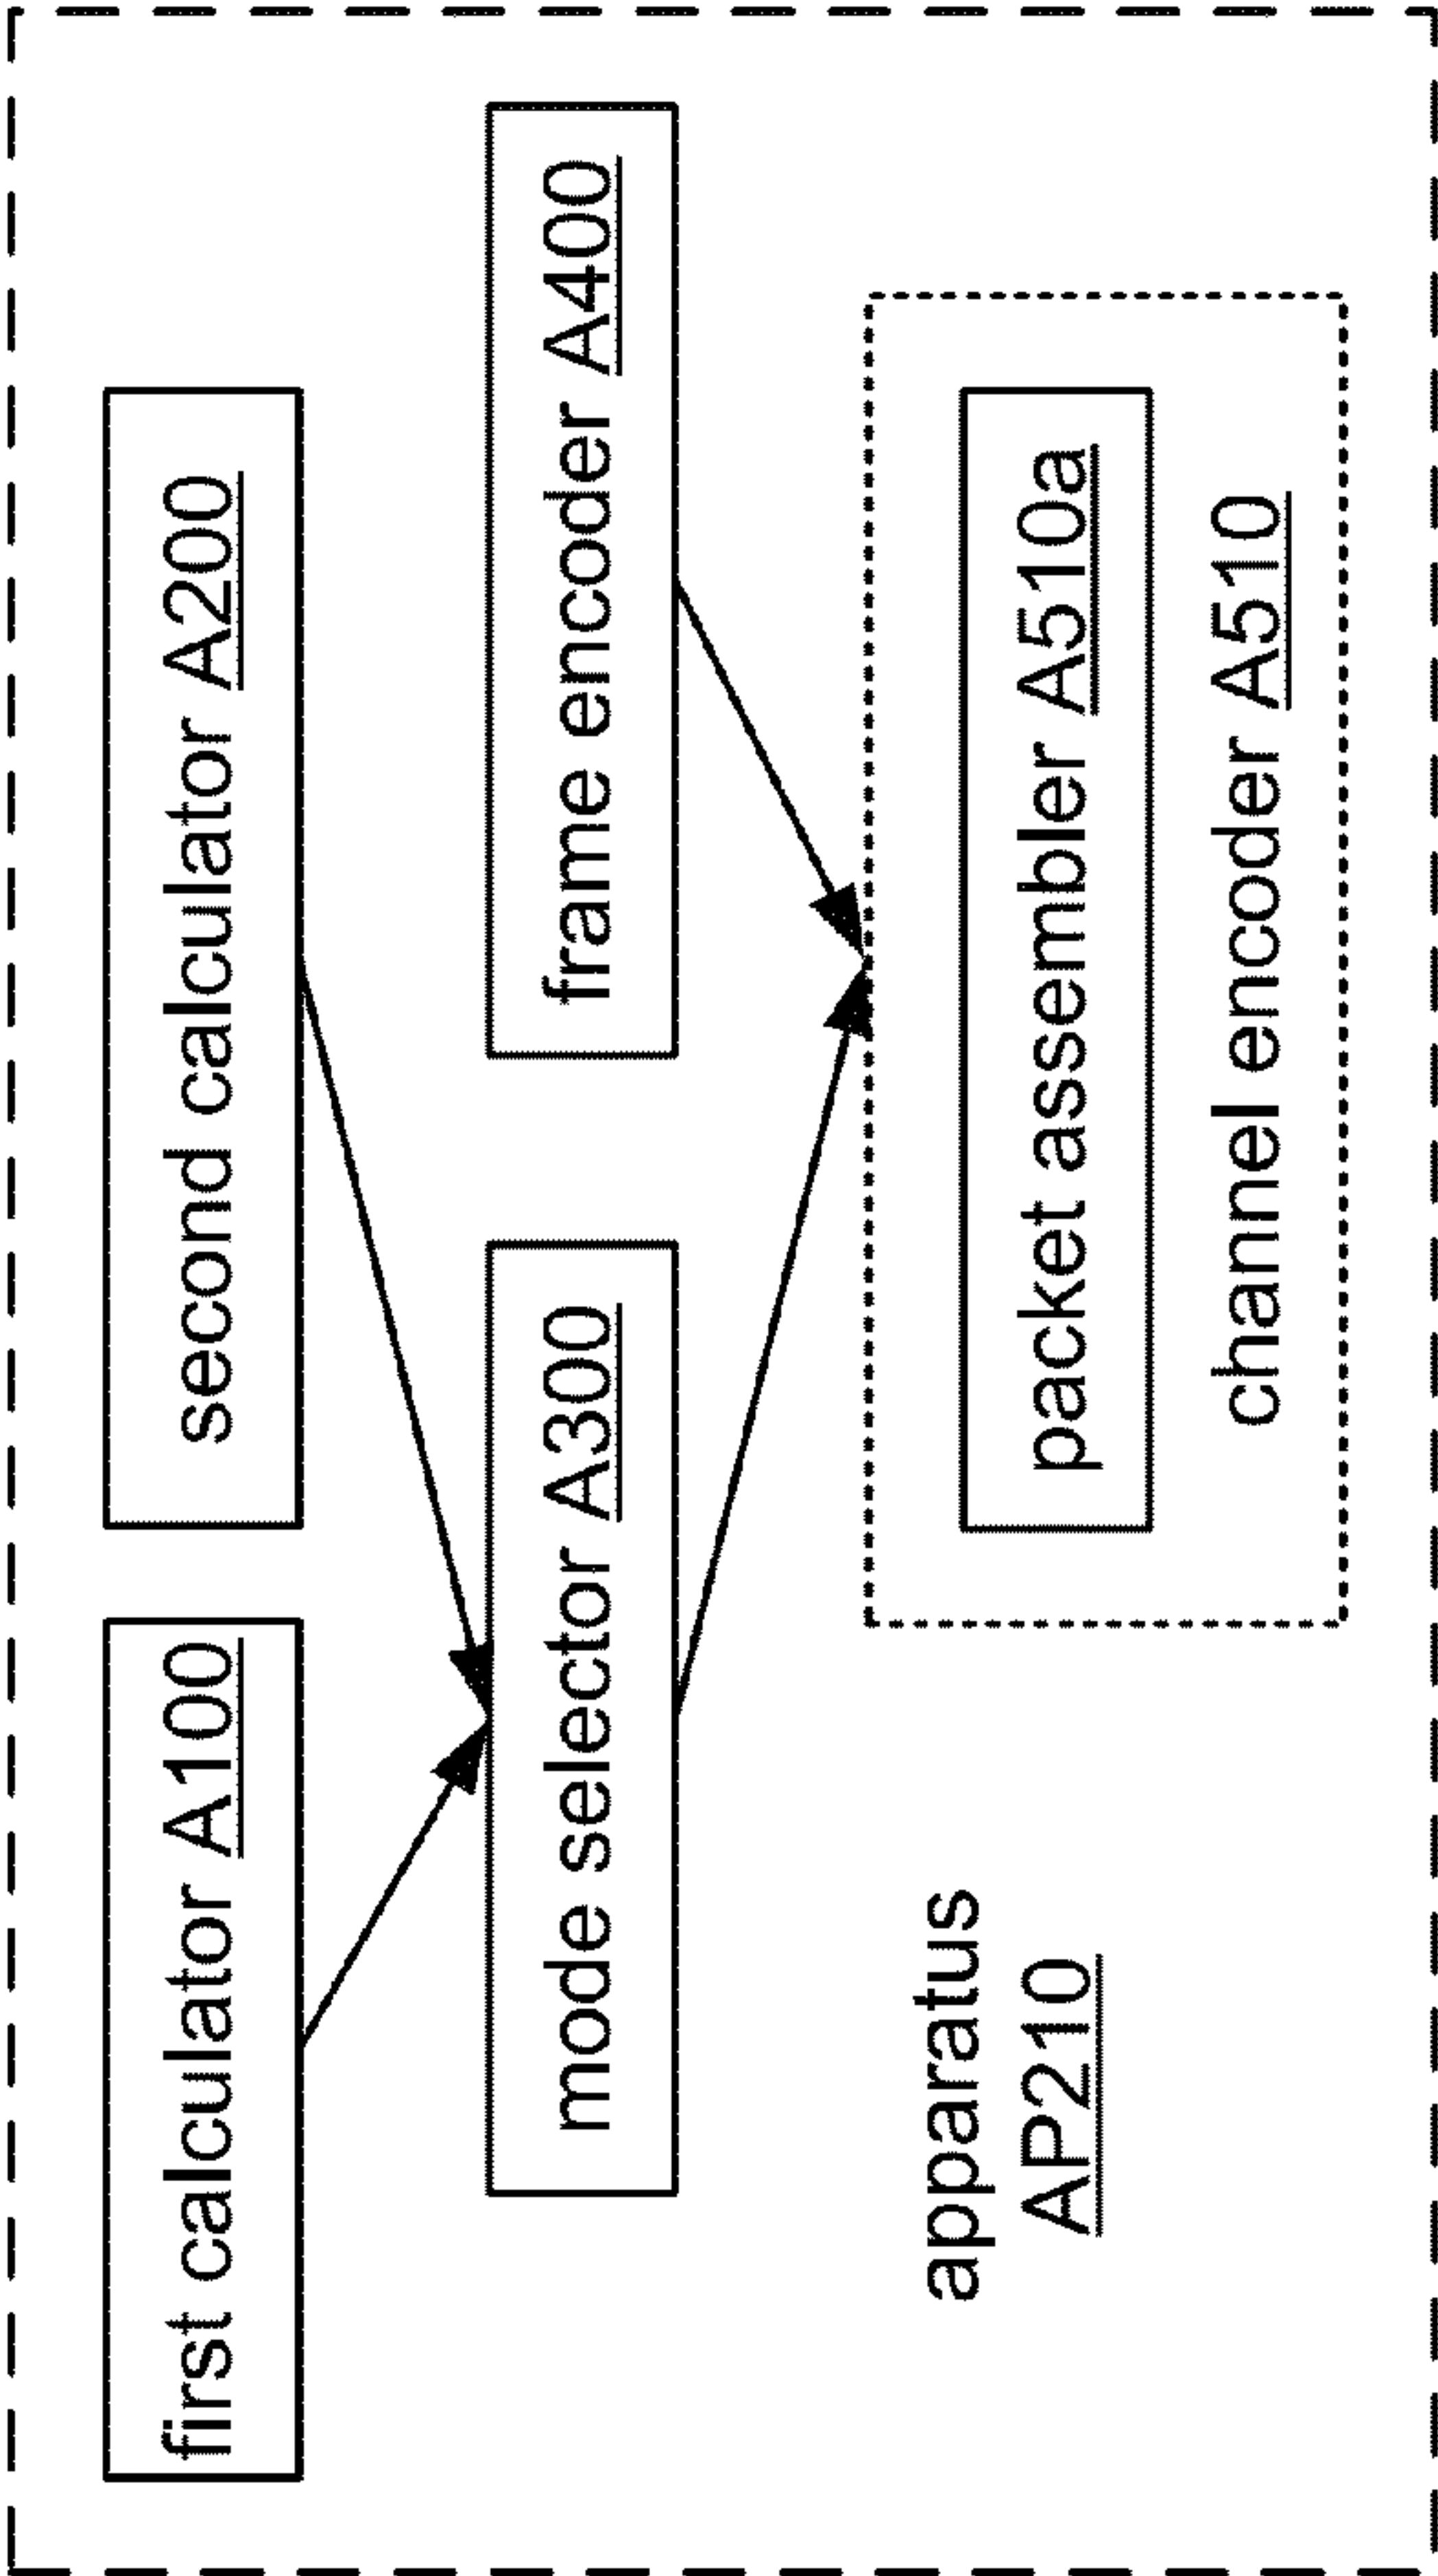 first calculator A100
second calculator A200
mode selector A300
frame encoder A400
packet assembler A510a
channel encoder A510
apparatus
AP210